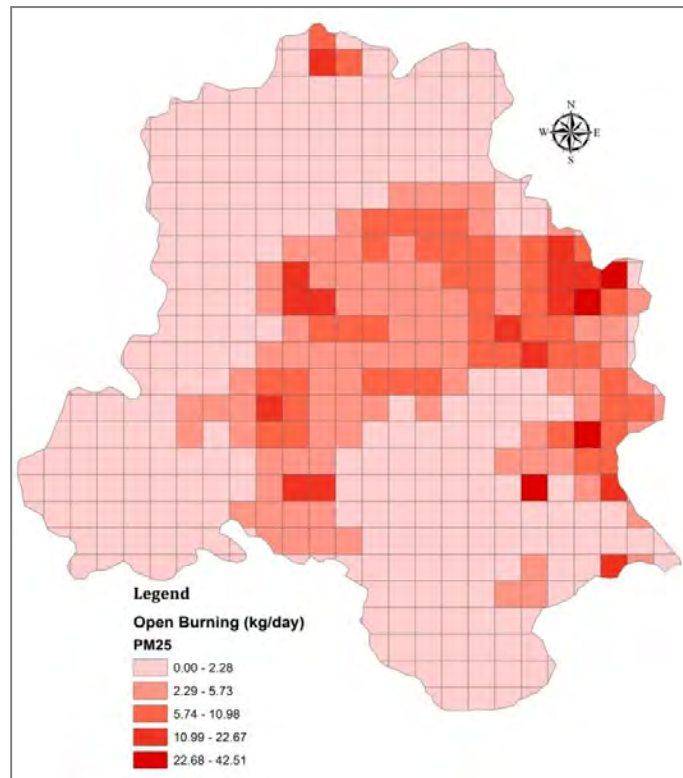 N
W E
S
Legend
Open Burning (kg/day)
PM25
0.00 - 2.28
2.29 - 5.73
5.74 - 10.98
10.99 - 22.67
22.68 - 42.51